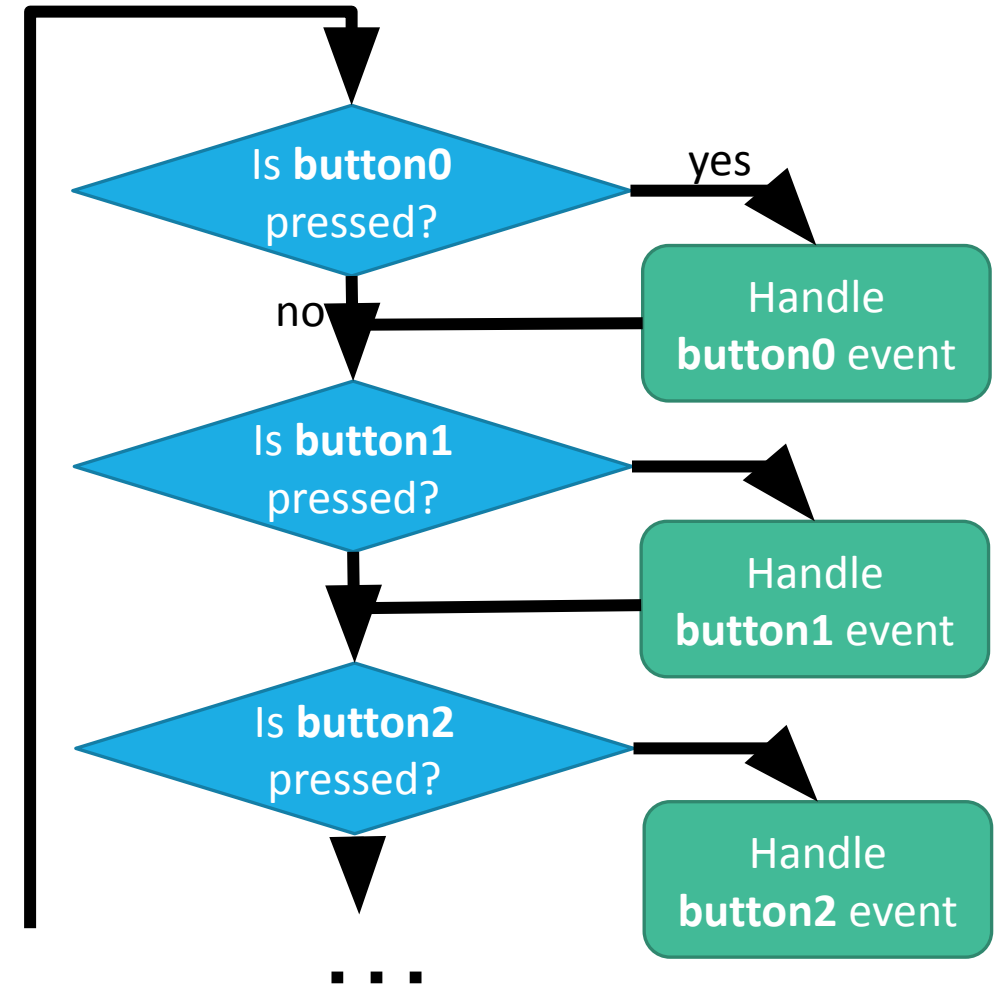 Is button0
pressed?
yes
Handle
button0 event
no
Is button1
pressed?
Handle
button1 event
Is button2
pressed?
Handle
button2 event
. . .